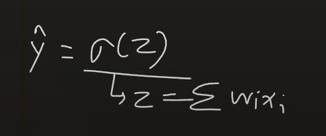 ŷ = σ(z)
↳ z = Σ wᵢxᵢ